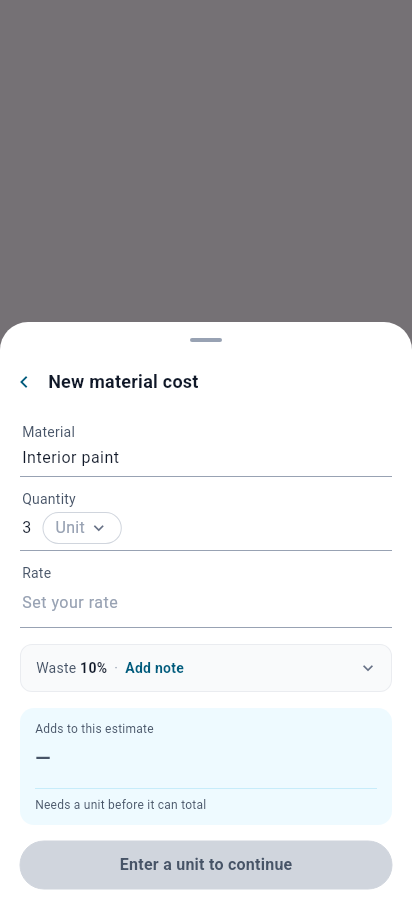 New material cost
Material
Interior paint
Quantity
3 Unit
Rate
Set your rate
Waste 10% · Add note
Adds to this estimate
—
Needs a unit before it can total
Enter a unit to continue